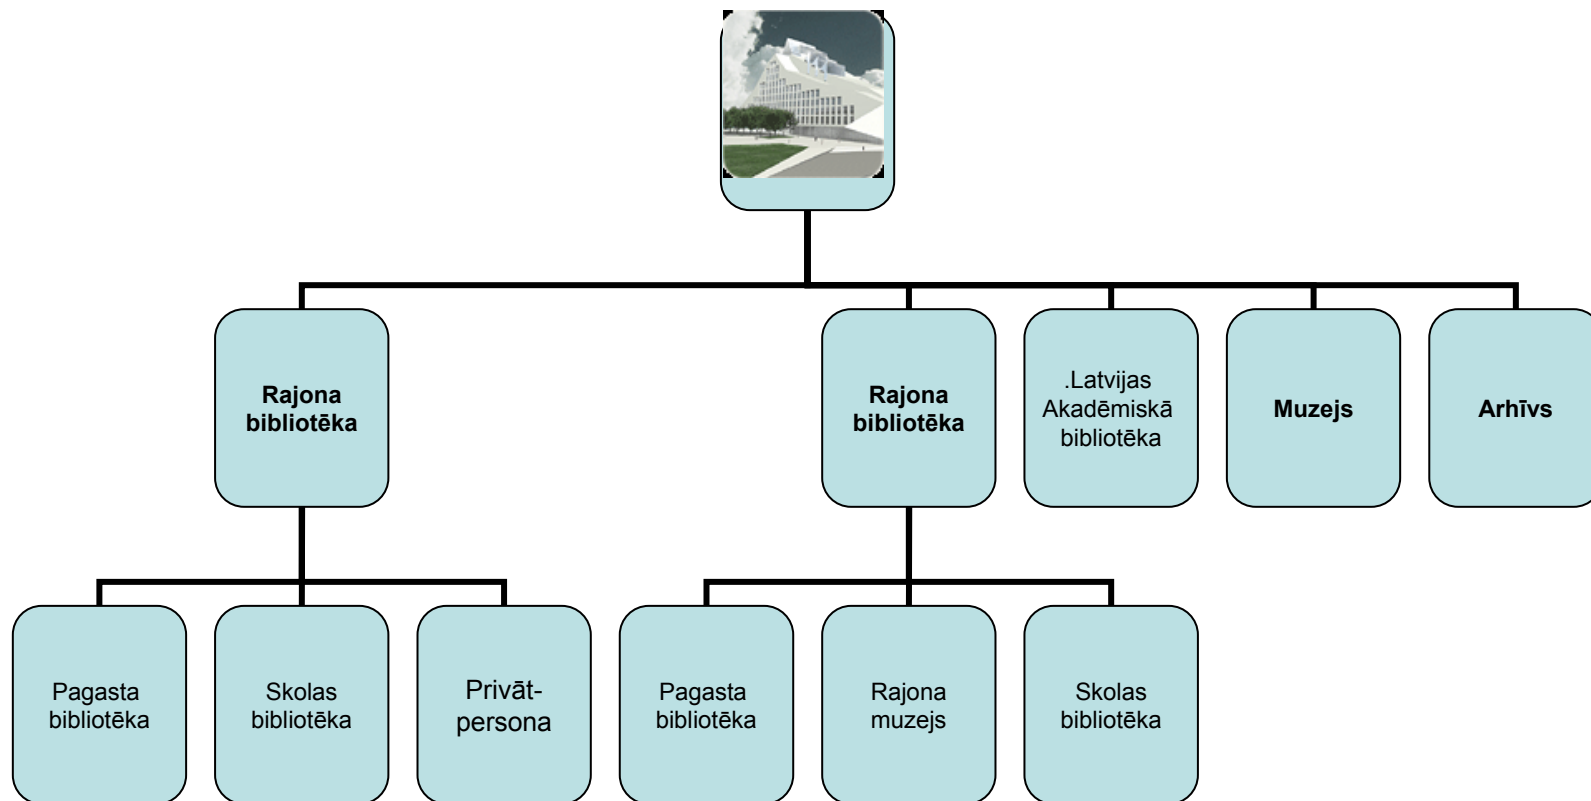 Rajona
bibliotēka
Rajona
bibliotēka
.Latvijas
Akadēmiskā
bibliotēka
Muzejs
Arhīvs
Pagasta
bibliotēka
Skolas
bibliotēka
Privāt-
persona
Pagasta
bibliotēka
Rajona
muzejs
Skolas
bibliotēka